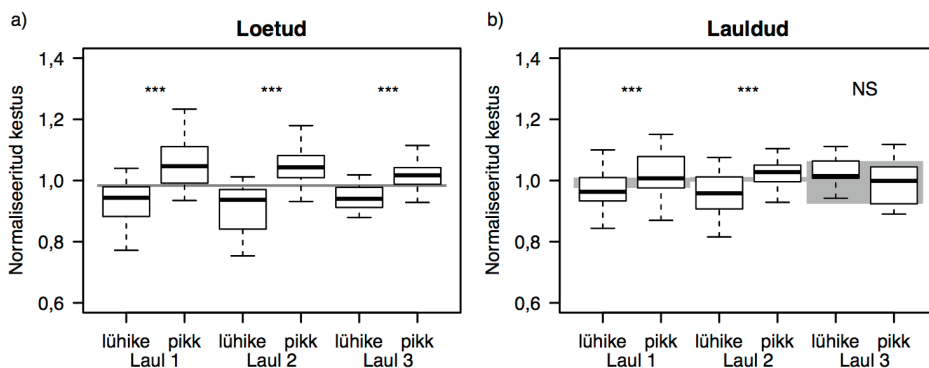 a)
Loetud
Normaliseeritud kestus
1,4
1,2
1,0
0,8
0,6
***
***
***
lühike pikk lühike pikk lühike pikk
Laul 1 Laul 2 Laul 3
b)
Lauldud
Normaliseeritud kestus
1,4
1,2
1,0
0,8
0,6
***
***
NS
lühike pikk lühike pikk lühike pikk
Laul 1 Laul 2 Laul 3